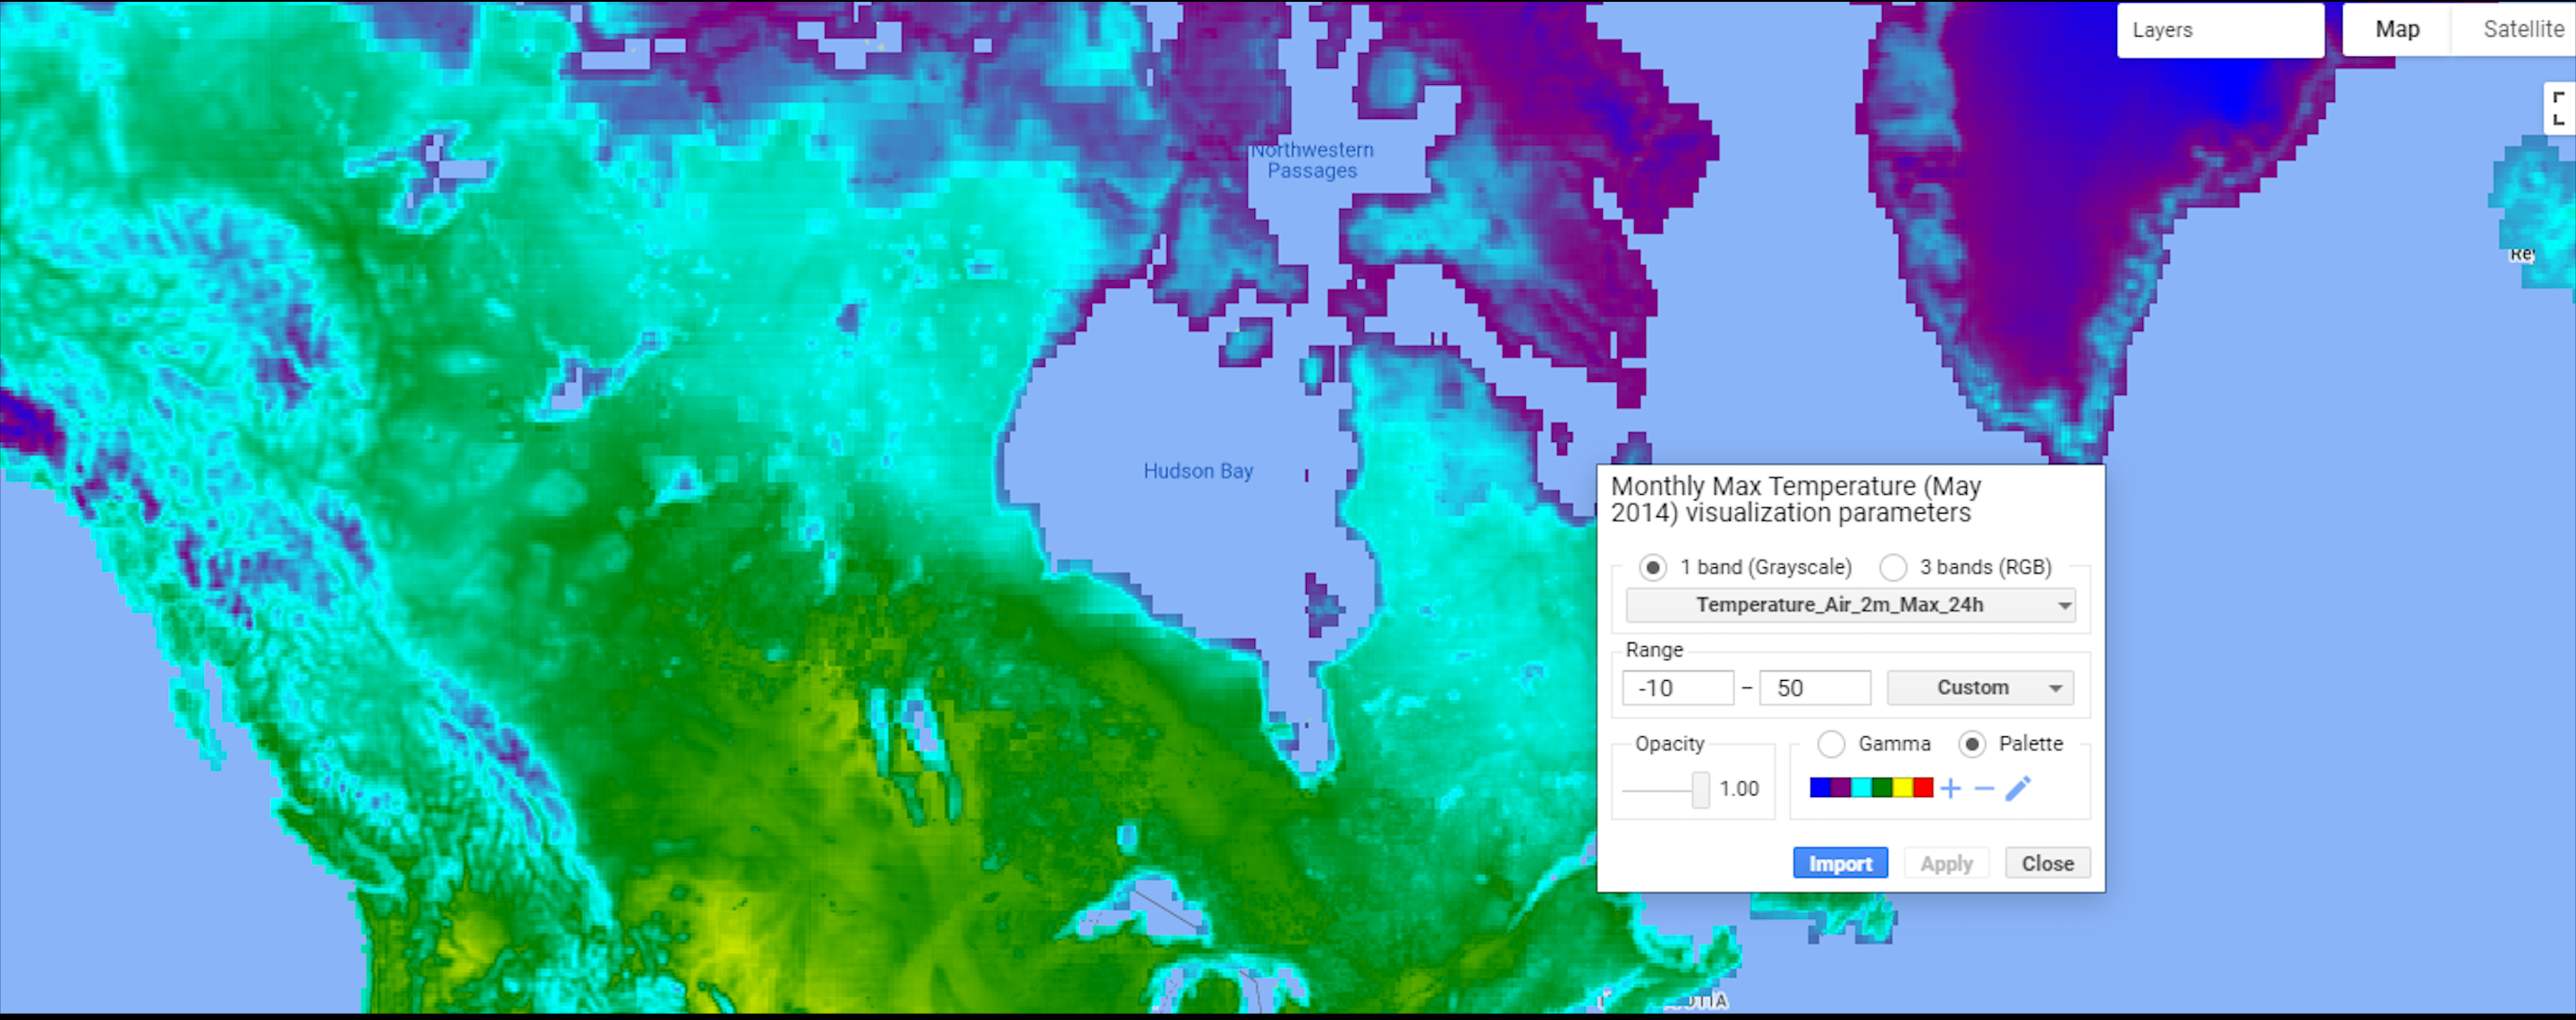 Layers
Map
Satellite
Northwestern
Passages
Re
Hudson Bay
Monthly Max Temperature (May
2014) visualization parameters
1 band (Grayscale)
3 bands (RGB)
Temperature_Air_2m_Max_24h
Range
-10 – 50
Custom
Opacity
1.00
Gamma
Palette
Import
Apply
Close